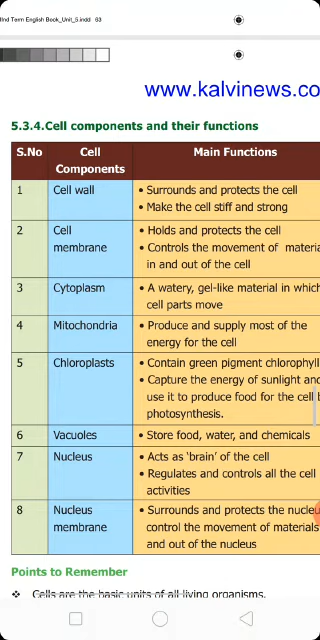 IInd Term English Book_Unit_5.indd 63
www.kalvinews.co
5.3.4.Cell components and their functions
S.No Cell Components Main Functions
1 Cell wall • Surrounds and protects the cell
• Make the cell stiff and strong
2 Cell membrane • Holds and protects the cell
• Controls the movement of materia
in and out of the cell
3 Cytoplasm • A watery, gel-like material in which
cell parts move
4 Mitochondria • Produce and supply most of the
energy for the cell
5 Chloroplasts • Contain green pigment chlorophyll
• Capture the energy of sunlight and
use it to produce food for the cell b
photosynthesis.
6 Vacuoles • Store food, water, and chemicals
7 Nucleus • Acts as ‘brain’ of the cell
• Regulates and controls all the cell
activities
8 Nucleus membrane • Surrounds and protects the nucleu
control the movement of materials
and out of the nucleus
Points to Remember
❖ Cells are the basic units of all living organisms.